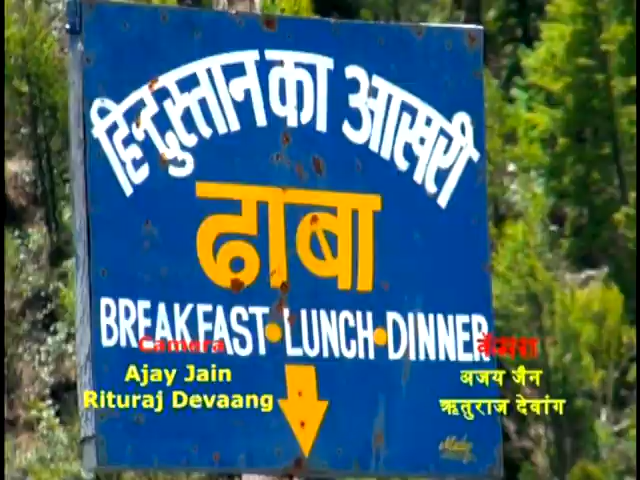 हिन्दुस्तान का आखरी
ढाबा
BREAKFAST • LUNCH • DINNER
Camera
कैमरा
Ajay Jain
अजय जैन
Rituraj Devaang
ऋतुराज देवांग